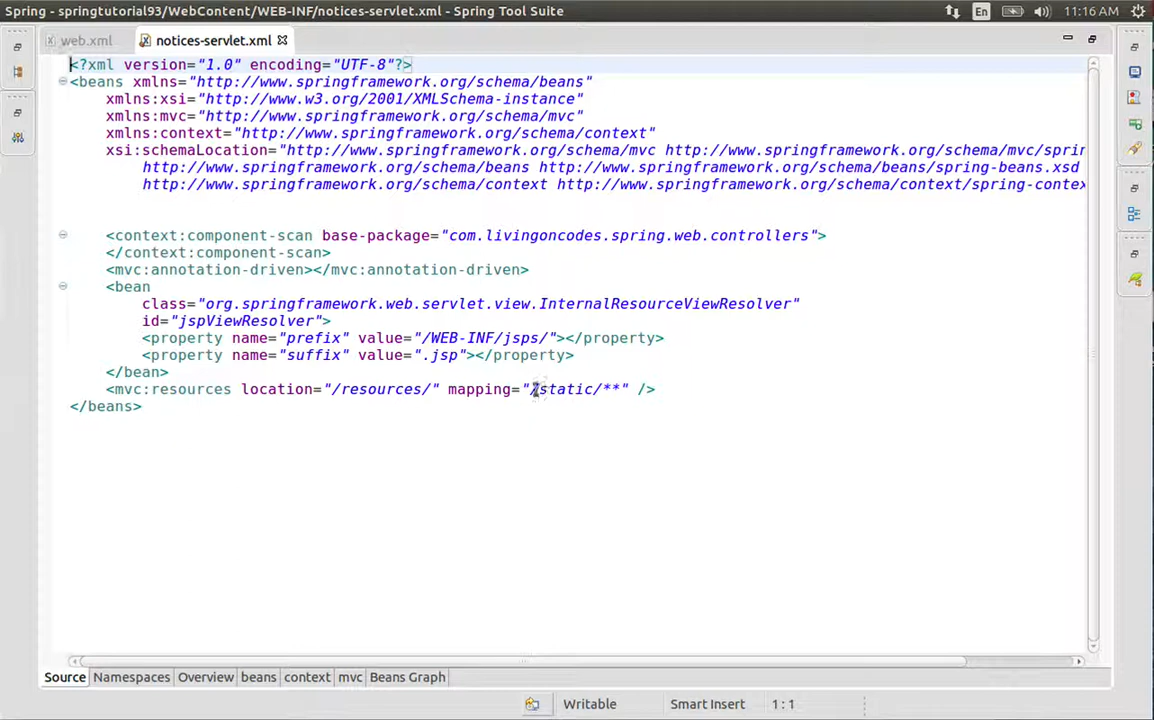 Spring - springtutorial93/WebContent/WEB-INF/notices-servlet.xml - Spring Tool Suite
En
11:16 AM
web.xml
notices-servlet.xml
<?xml version="1.0" encoding="UTF-8"?>
<beans xmlns="http://www.springframework.org/schema/beans"
xmlns:xsi="http://www.w3.org/2001/XMLSchema-instance"
xmlns:mvc="http://www.springframework.org/schema/mvc"
xmlns:context="http://www.springframework.org/schema/context"
xsi:schemaLocation="http://www.springframework.org/schema/mvc http://www.springframework.org/schema/mvc/sprin
http://www.springframework.org/schema/beans http://www.springframework.org/schema/beans/spring-beans.xsd
http://www.springframework.org/schema/context http://www.springframework.org/schema/context/spring-contex
<context:component-scan base-package="com.livingoncodes.spring.web.controllers">
</context:component-scan>
<mvc:annotation-driven></mvc:annotation-driven>
<bean
class="org.springframework.web.servlet.view.InternalResourceViewResolver"
id="jspViewResolver">
<property name="prefix" value="/WEB-INF/jsps/"></property>
<property name="suffix" value=".jsp"></property>
</bean>
<mvc:resources location="/resources/" mapping="/static/**" />
</beans>
Source
Namespaces
Overview
beans
context
mvc
Beans Graph
Writable
Smart Insert
1 : 1